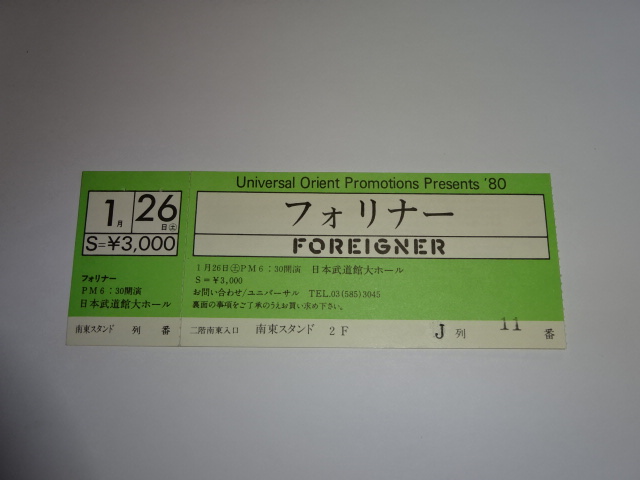 1月 26日㊏
S=¥3,000
フォリナー
PM6:30開演
日本武道館大ホール
南東スタンド 列 番
Universal Orient Promotions Presents '80
フォリナー
FOREIGNER
1月26日㊏PM6:30開演 日本武道館大ホール
S=¥3,000
お問い合わせ/ユニバーサル TEL.03(585)3045
裏面の事項をご了承のうえお買い求め下さい。
二階南東入口 南東スタンド 2F J 列 11 番